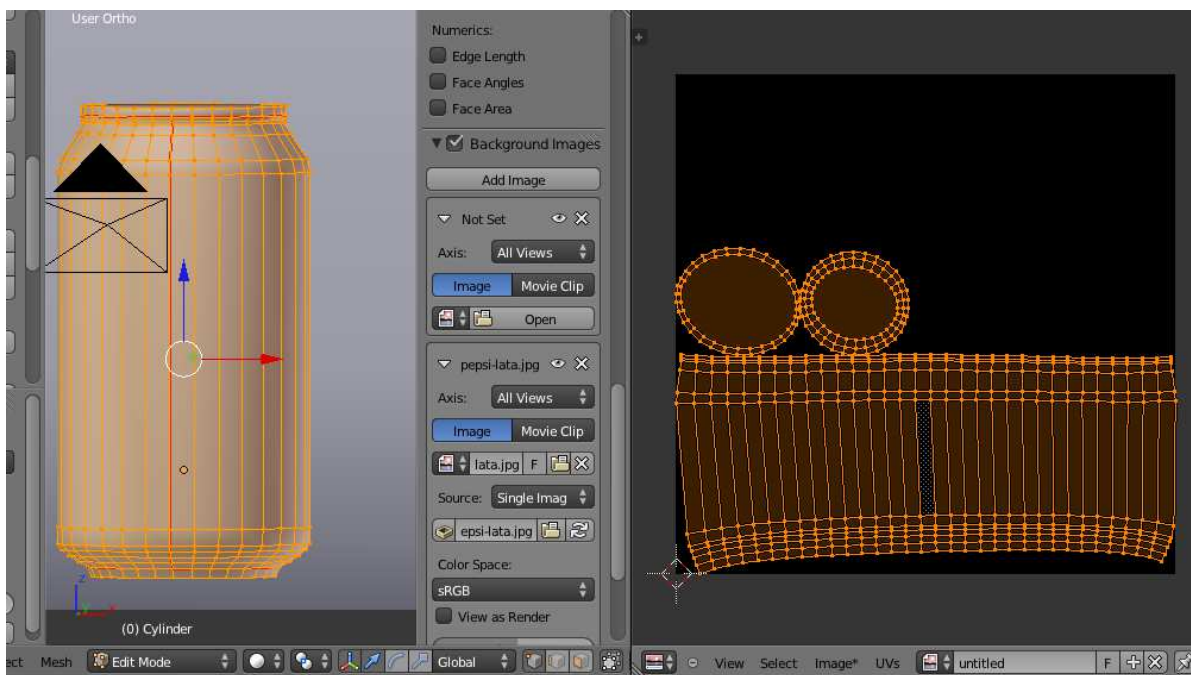 User Ortho
(0) Cylinder
Z
Y
X
Numerics:
Edge Length
Face Angles
Face Area
Background Images
Add Image
Not Set
Axis: All Views
Image Movie Clip
Open
pepsi-lata.jpg
Axis: All Views
Image Movie Clip
lata.jpg F
Source: Single Imag
epsi-lata.jpg
Color Space:
sRGB
View as Render
ect Mesh Edit Mode Global
View Select Image* UVs untitled F